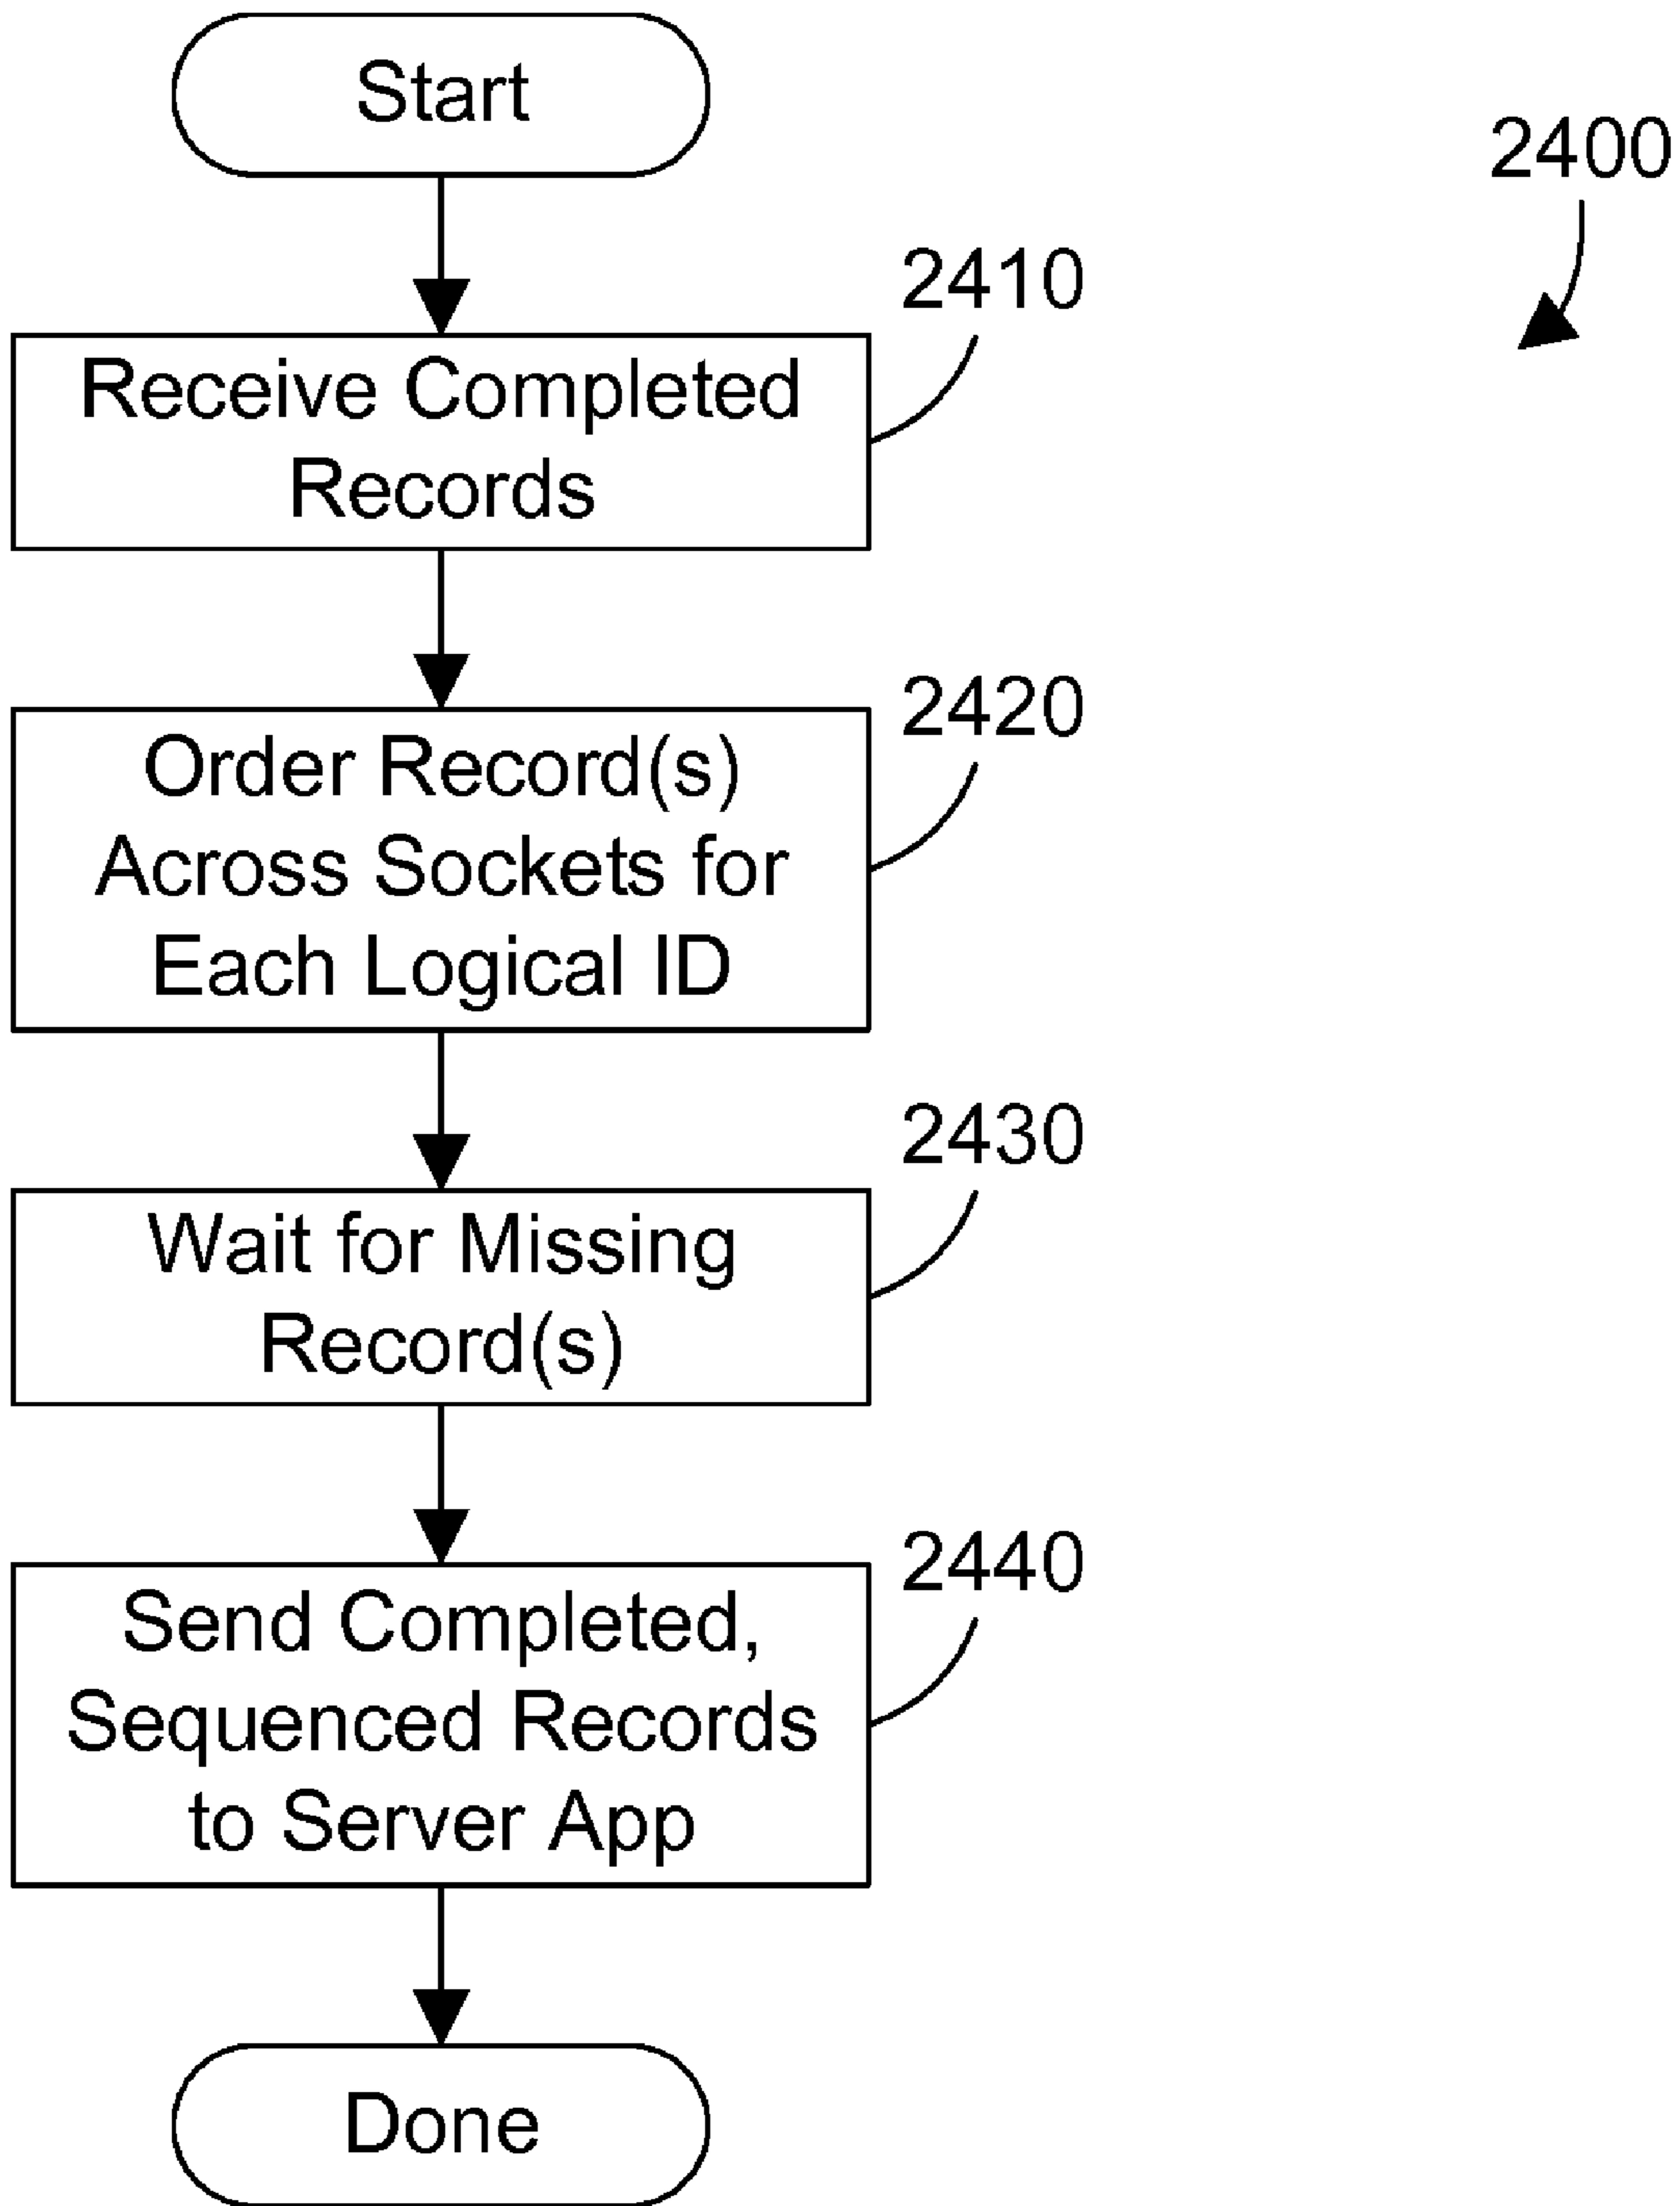 Start
2400
2410
Receive Completed
Records
2420
Order Record(s)
Across Sockets for
Each Logical ID
2430
Wait for Missing
Record(s)
2440
Send Completed,
Sequenced Records
to Server App
Done